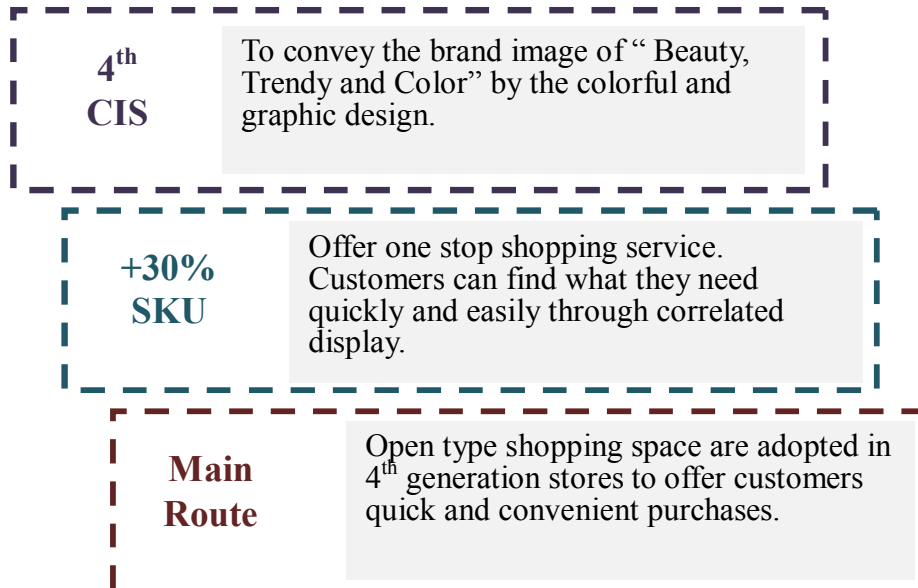 4th
CIS
To convey the brand image of “ Beauty,
Trendy and Color” by the colorful and
graphic design.
+30%
SKU
Offer one stop shopping service.
Customers can find what they need
quickly and easily through correlated
display.
Main
Route
Open type shopping space are adopted in
4th generation stores to offer customers
quick and convenient purchases.